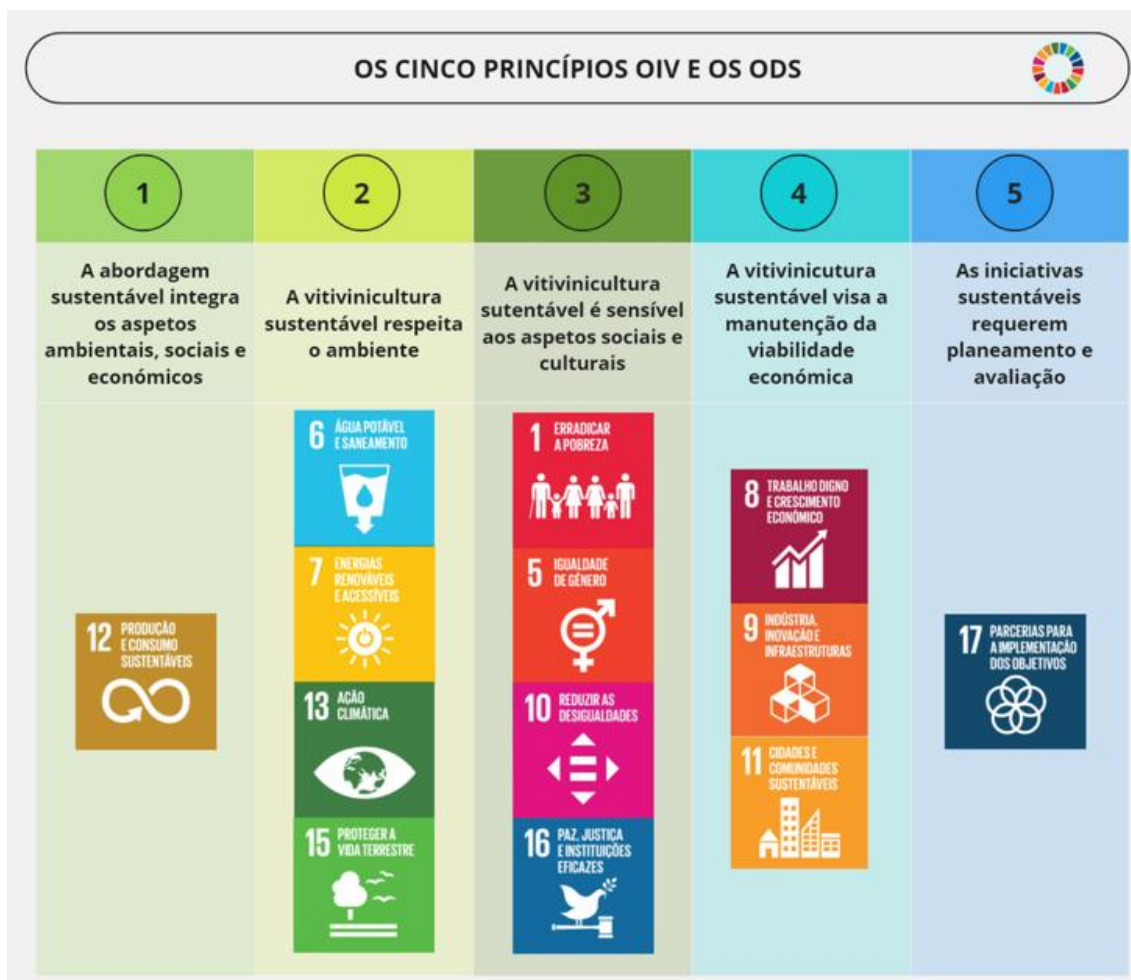 OS CINCO PRINCÍPIOS OIV E OS ODS
1
A abordagem
sustentável integra
os aspetos
ambientais, sociais e
económicos
12 PRODUÇÃO
E CONSUMO
SUSTENTÁVEIS
2
A vitivinicultura
sustentável respeita
o ambiente
6 ÁGUA POTÁVEL
E SANEAMENTO
7 ENERGIAS
RENOVÁVEIS
E ACESSÍVEIS
13 AÇÃO
CLIMÁTICA
15 PROTEGER A
VIDA TERRESTRE
3
A vitivinicultura
sutentável é sensível
aos aspetos sociais e
culturais
1 ERRADICAR
A POBREZA
5 IGUALDADE
DE GÉNERO
10 REDUZIR AS
DESIGUALDADES
16 PAZ, JUSTIÇA
E INSTITUIÇÕES
EFICAZES
4
A vitivinicutura
sustentável visa a
manutenção da
viabilidade
económica
8 TRABALHO DIGNO
E CRESCIMENTO
ECONÓMICO
9 INDÚSTRIA,
INOVAÇÃO E
INFRAESTRUTURAS
11 CIDADES E
COMUNIDADES
SUSTENTÁVEIS
5
As iniciativas
sustentáveis
requerem
planeamento e
avaliação
17 PARCERIAS PARA
A IMPLEMENTAÇÃO
DOS OBJETIVOS